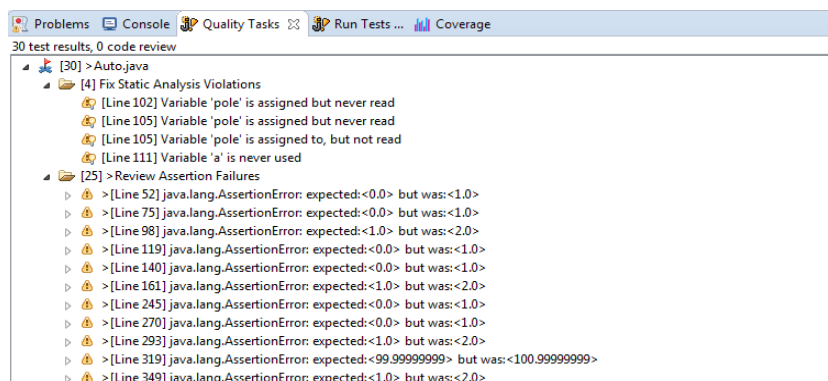 Problems Console Quality Tasks Run Tests ... Coverage
30 test results, 0 code review
[30] >Auto.java
[4] Fix Static Analysis Violations
[Line 102] Variable 'pole' is assigned but never read
[Line 105] Variable 'pole' is assigned but never read
[Line 105] Variable 'pole' is assigned to, but not read
[Line 111] Variable 'a' is never used
[25] >Review Assertion Failures
>[Line 52] java.lang.AssertionError: expected:<0.0> but was:<1.0>
>[Line 75] java.lang.AssertionError: expected:<0.0> but was:<1.0>
>[Line 98] java.lang.AssertionError: expected:<1.0> but was:<2.0>
>[Line 119] java.lang.AssertionError: expected:<0.0> but was:<1.0>
>[Line 140] java.lang.AssertionError: expected:<0.0> but was:<1.0>
>[Line 161] java.lang.AssertionError: expected:<1.0> but was:<2.0>
>[Line 245] java.lang.AssertionError: expected:<0.0> but was:<1.0>
>[Line 270] java.lang.AssertionError: expected:<0.0> but was:<1.0>
>[Line 293] java.lang.AssertionError: expected:<1.0> but was:<2.0>
>[Line 319] java.lang.AssertionError: expected:<99.99999999> but was:<100.99999999>
>[Line 349] java.lang.AssertionError: expected:<1.0> but was:<2.0>